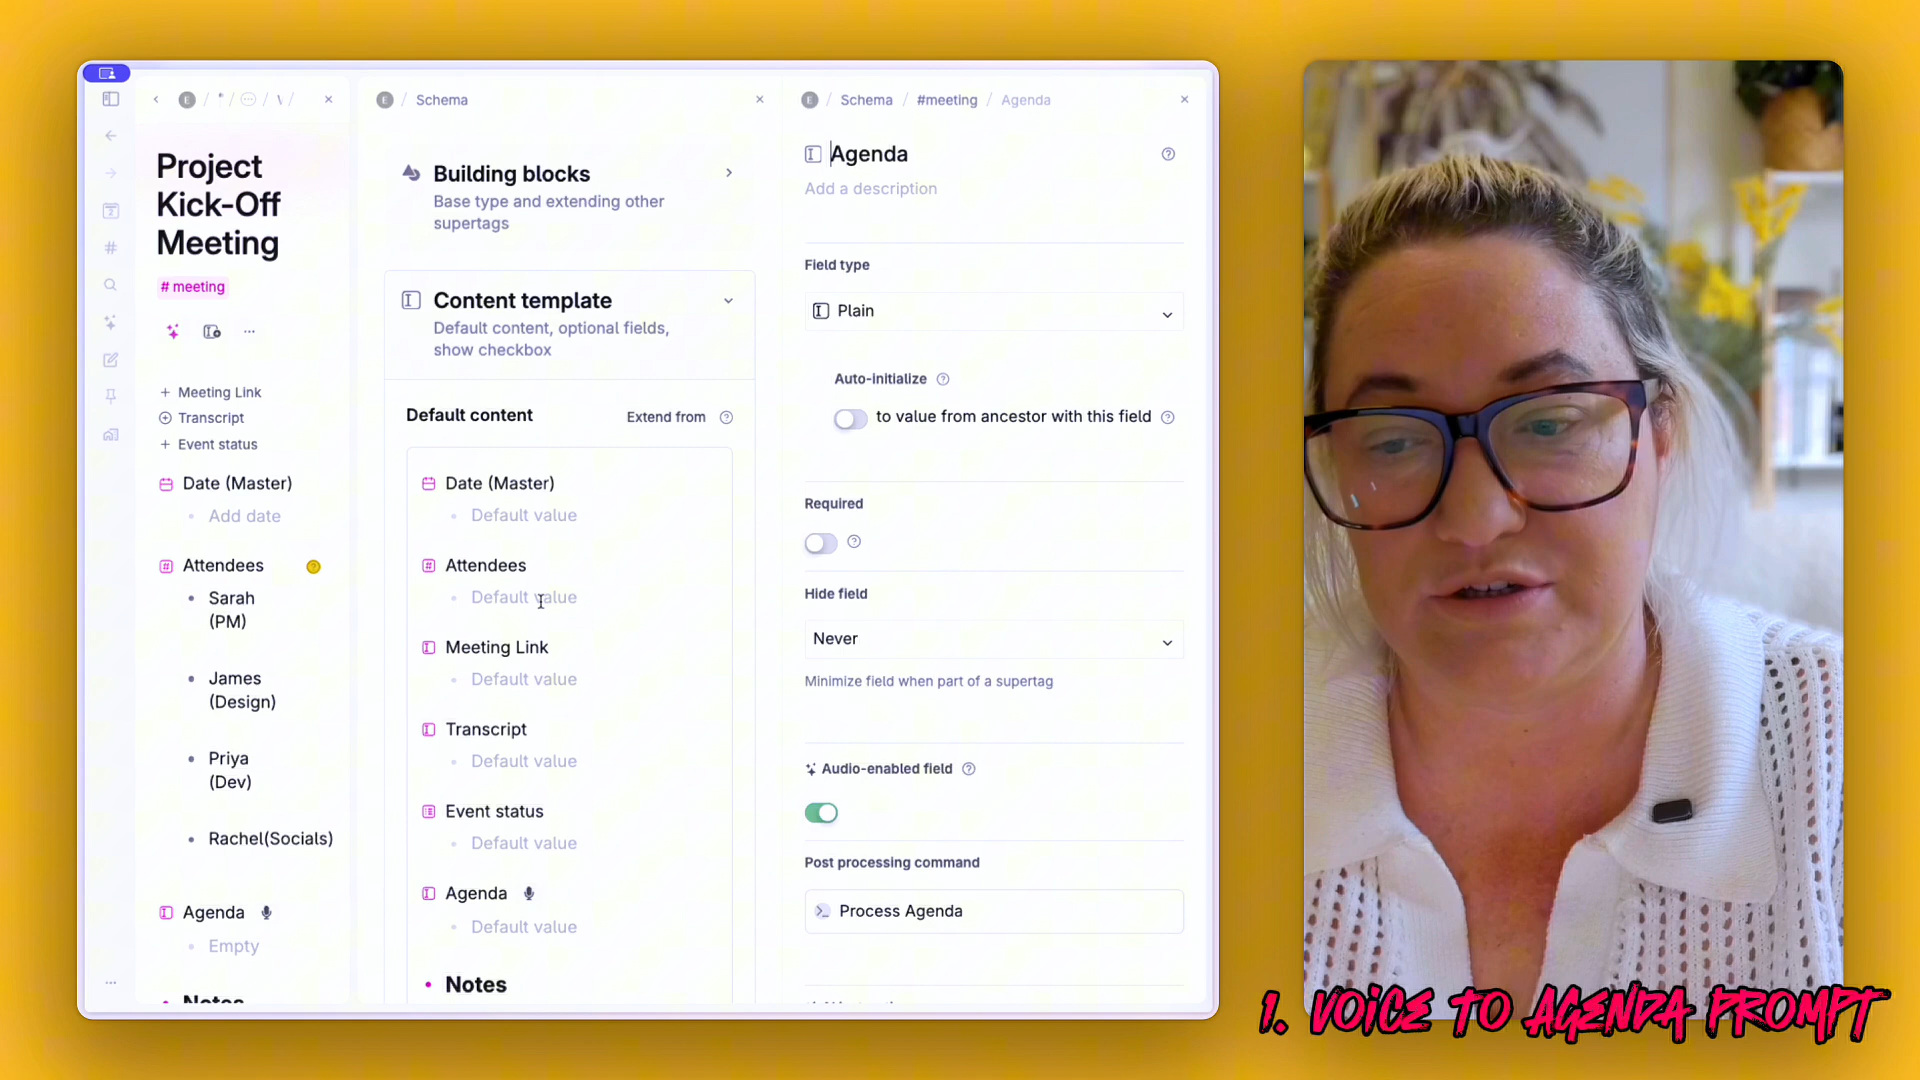 E / * / / \ /
Project
Kick-Off
Meeting
# meeting
+ Meeting Link
Transcript
+ Event status
Date (Master)
Add date
Attendees
Sarah
(PM)
James
(Design)
Priya
(Dev)
Rachel(Socials)
Agenda
Empty
Notes
E / Schema
Building blocks
Base type and extending other
supertags
Content template
Default content, optional fields,
show checkbox
Default content
Extend from
Date (Master)
Default value
Attendees
Default value
Meeting Link
Default value
Transcript
Default value
Event status
Default value
Agenda
Default value
Notes
E / Schema / #meeting / Agenda
Agenda
Add a description
Field type
Plain
Auto-initialize
to value from ancestor with this field
Required
Hide field
Never
Minimize field when part of a supertag
Audio-enabled field
Post processing command
Process Agenda
1. VOICE TO AGENDA PROMPT